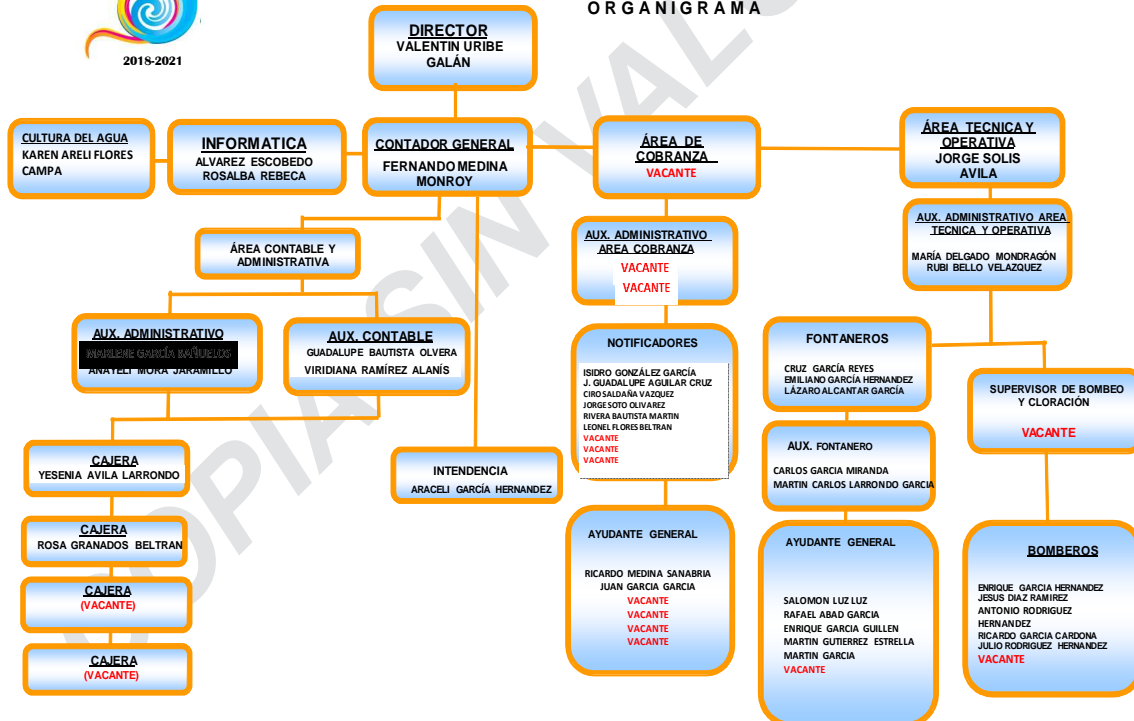 ORGANIGRAMA
2018-2021
DIRECTOR
VALENTIN URIBE
GALÁN
CULTURA DEL AGUA
KAREN ARELI FLORES
CAMPA
INFORMATICA
ALVAREZ ESCOBEDO
ROSALBA REBECA
CONTADOR GENERAL
FERNANDO MEDINA
MONROY
ÁREA DE
COBRANZA
VACANTE
ÁREA TECNICA Y
OPERATIVA
JORGE SOLIS
AVILA
ÁREA CONTABLE Y
ADMINISTRATIVA
AUX. ADMINISTRATIVO
AREA COBRANZA
VACANTE
VACANTE
AUX. ADMINISTRATIVO AREA
TECNICA Y OPERATIVA
MARÍA DELGADO MONDRAGÓN
RUBI BELLO VELAZQUEZ
AUX. ADMINISTRATIVO
MARLENE GARCÍA BAÑUELOS
ANAYELI MORA JARAMILLO
AUX. CONTABLE
GUADALUPE BAUTISTA OLVERA
VIRIDIANA RAMÍREZ ALANÍS
NOTIFICADORES
ISIDRO GONZÁLEZ GARCÍA
J. GUADALUPE AGUILAR CRUZ
CIRO SALDAÑA VAZQUEZ
JORGE SOTO OLIVAREZ
RIVERA BAUTISTA MARTIN
LEONEL FLORES BELTRAN
VACANTE
VACANTE
VACANTE
FONTANEROS
CRUZ GARCÍA REYES
EMILIANO GARCÍA HERNANDEZ
LÁZARO ALCANTAR GARCÍA
SUPERVISOR DE BOMBEO
Y CLORACIÓN
VACANTE
CAJERA
YESENIA AVILA LARRONDO
INTENDENCIA
ARACELI GARCÍA HERNANDEZ
AUX. FONTANERO
CARLOS GARCIA MIRANDA
MARTIN CARLOS LARRONDO GARCIA
CAJERA
ROSA GRANADOS BELTRAN
CAJERA
(VACANTE)
CAJERA
(VACANTE)
AYUDANTE GENERAL
RICARDO MEDINA SANABRIA
JUAN GARCIA GARCIA
VACANTE
VACANTE
VACANTE
VACANTE
AYUDANTE GENERAL
SALOMON LUZ LUZ
RAFAEL ABAD GARCIA
ENRIQUE GARCIA GUILLEN
MARTIN GUTIERREZ ESTRELLA
MARTIN GARCIA
VACANTE
BOMBEROS
ENRIQUE GARCIA HERNANDEZ
JESUS DIAZ RAMIREZ
ANTONIO RODRIGUEZ
HERNANDEZ
RICARDO GARCIA CARDONA
JULIO RODRIGUEZ HERNANDEZ
VACANTE
COPIA SIN VALO